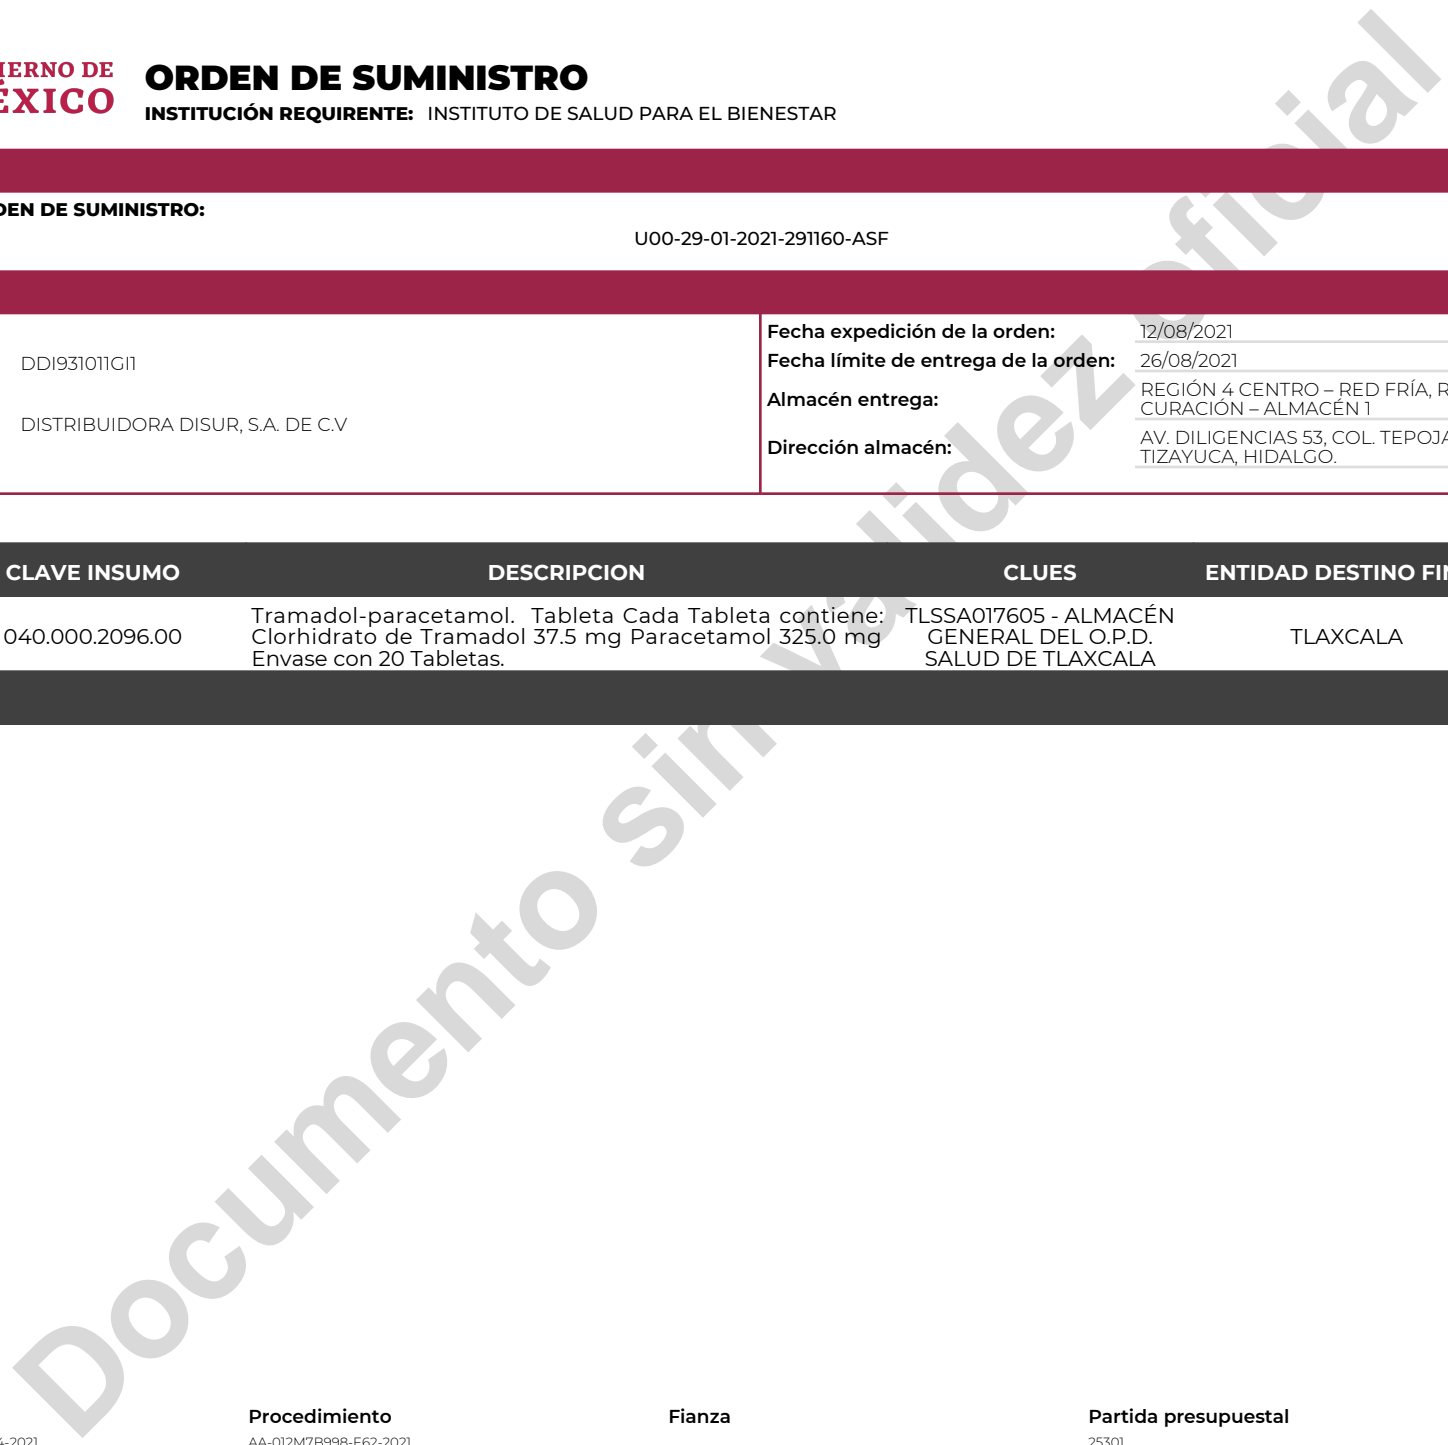 ORDEN DE SUMINISTRO
INSTITUCIÓN REQUIRENTE: INSTITUTO DE SALUD PARA EL BIENESTAR
DE
ÉXICO
DE SUMINISTRO:
U00-29-01-2021-291160-ASF
DDI931011GI1
DISTRIBUIDORA DISUR, S.A. DE C.V
Fecha expedición de la orden: 12/08/2021
Fecha límite de entrega de la orden: 26/08/2021
Almacén entrega: REGIÓN 4 CENTRO – RED FRÍA,
CURACIÓN – ALMACÉN 1
Dirección almacén: AV. DILIGENCIAS 53, COL.
TIZAYUCA, HIDALGO.
CLAVE INSUMO DESCRIPCION CLUES ENTIDAD DESTINO
040.000.2096.00
Tramadol-paracetamol. Tableta Cada Tableta contiene:
Clorhidrato de Tramadol 37.5 mg Paracetamol 325.0 mg
Envase con 20 Tabletas.
TLSSA017605 - ALMACÉN
GENERAL DEL O.P.D.
SALUD DE TLAXCALA
TLAXCALA
Documento sin validez oficial
Procedimiento Fianza Partida presupuestal
AA-012M7B998-E62-2021 25301